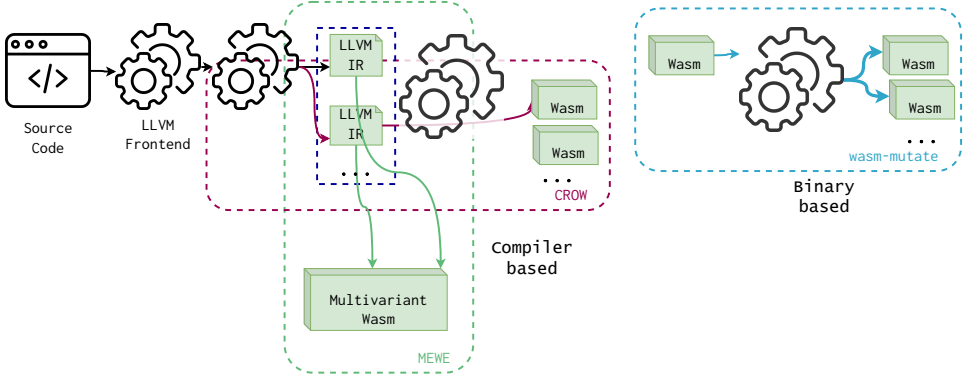 </>
Source
Code
LLVM
Frontend
LLVM
IR
LLVM
IR
...
Wasm
Wasm
...
CROW
Compiler
based
Multivariant
Wasm
MEWE
Wasm
Wasm
Wasm
...
wasm-mutate
Binary
based